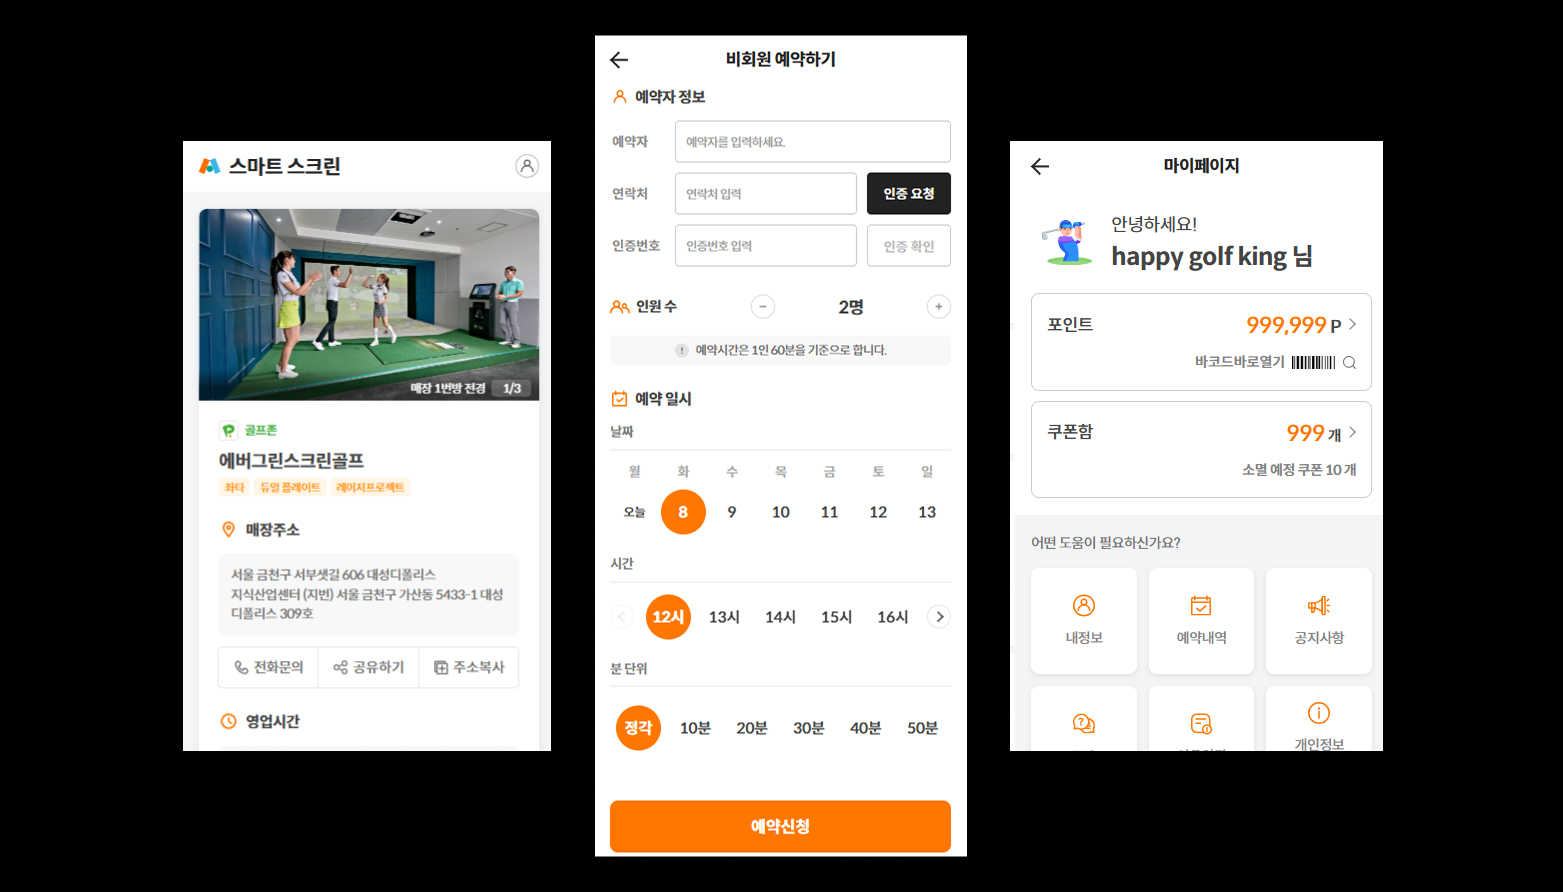 스마트 스크린
매장 1번방 전경 1/3
골프존
에버그린스크린골프
좌타 듀얼 플레이트 레이저프로젝트
매장주소
서울 금천구 서부샛길 606 대성디폴리스
지식산업센터 (지번) 서울 금천구 가산동 5433-1 대성
디폴리스 309호
전화문의 공유하기 주소복사
영업시간
비회원 예약하기
예약자 정보
예약자 예약자를 입력하세요.
연락처 연락처 입력 인증 요청
인증번호 인증번호 입력 인증 확인
인원 수 2명
예약시간은 1인 60분을 기준으로 합니다.
예약 일시
날짜
월 화 수 목 금 토 일
오늘 8 9 10 11 12 13
시간
12시 13시 14시 15시 16시
분 단위
정각 10분 20분 30분 40분 50분
예약신청
마이페이지
안녕하세요!
happy golf king 님
포인트 999,999 P
바코드바로열기
쿠폰함 999 개
소멸 예정 쿠폰 10 개
어떤 도움이 필요하신가요?
내정보 예약내역 공지사항
개인정보